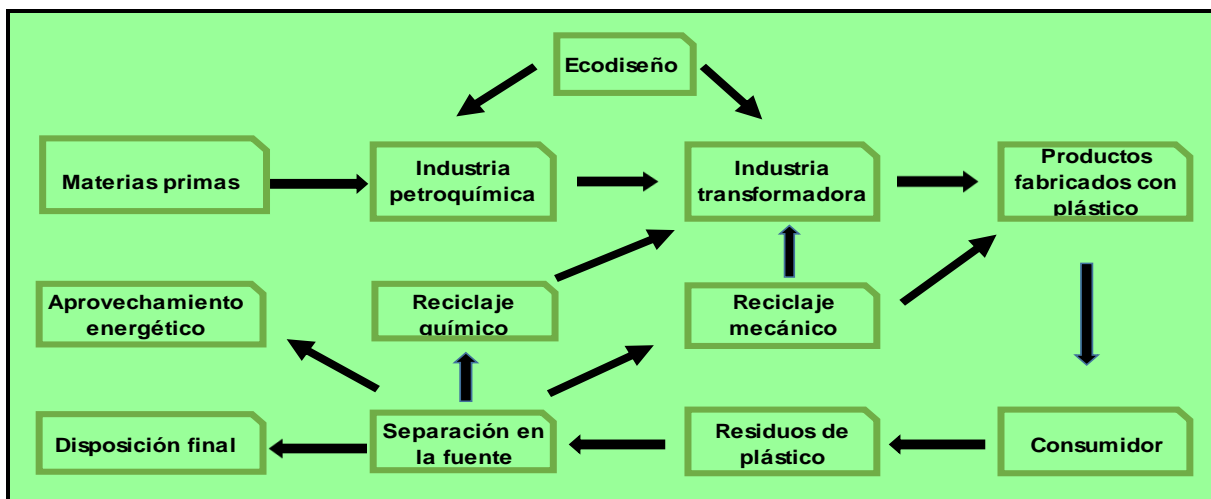 Ecodiseño
Materias primas
Industria
petroquímica
Industria
transformadora
Productos
fabricados con
plástico
Aprovechamiento
energético
Reciclaje
químico
Reciclaje
mecánico
Disposición final
Separación en
la fuente
Residuos de
plástico
Consumidor